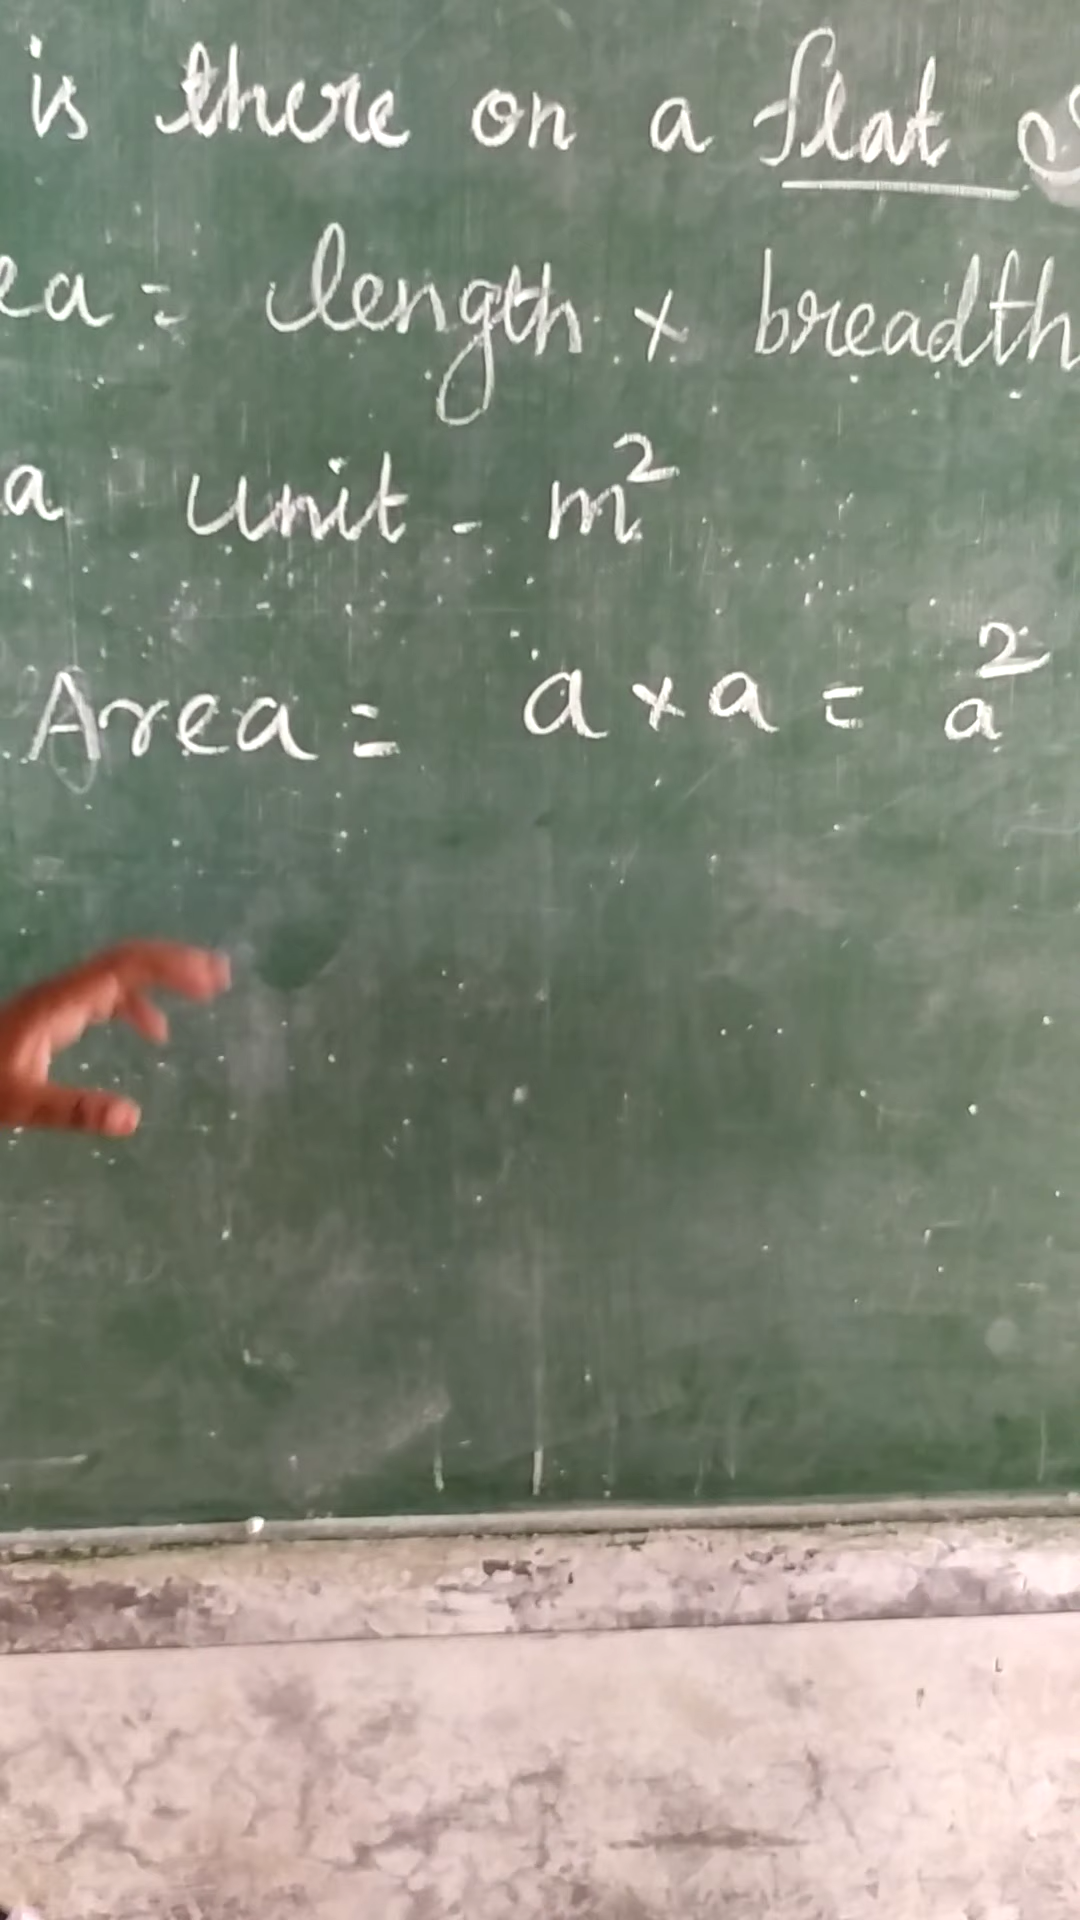 is there on a flat
ea = length x breadth
a unit - m²
Area = a x a = a²